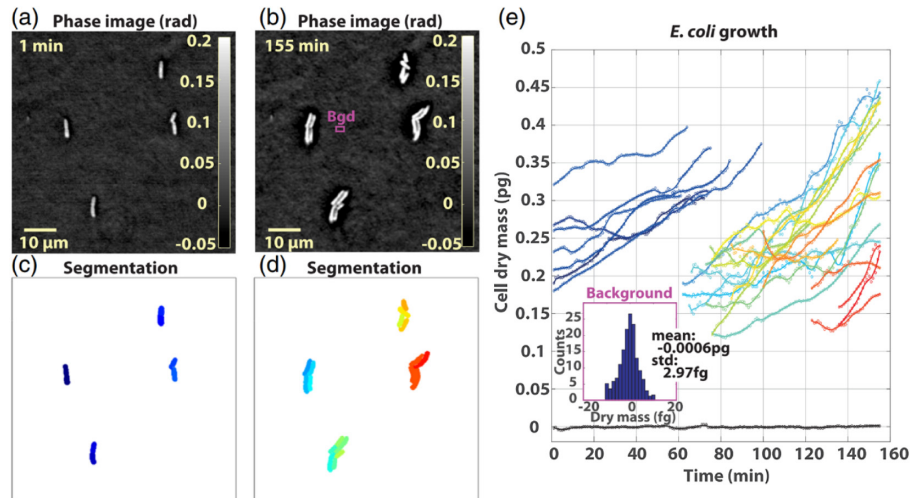 (a)
Phase image (rad)
1 min
0.2
0.15
0.1
0.05
0
-0.05
10 µm
(b)
Phase image (rad)
155 min
Bgd
0.2
0.15
0.1
0.05
0
-0.05
10 µm
(c)
Segmentation
(d)
Segmentation
(e)
E. coli growth
Cell dry mass (pg)
0.5
0.45
0.4
0.35
0.3
0.25
0.2
0.15
0.1
0.05
0
Background
Counts
25
20
15
10
5
0
-20
0
20
Dry mass (fg)
mean:
-0.0006pg
std:
2.97fg
0 20 40 60 80 100 120 140 160
Time (min)